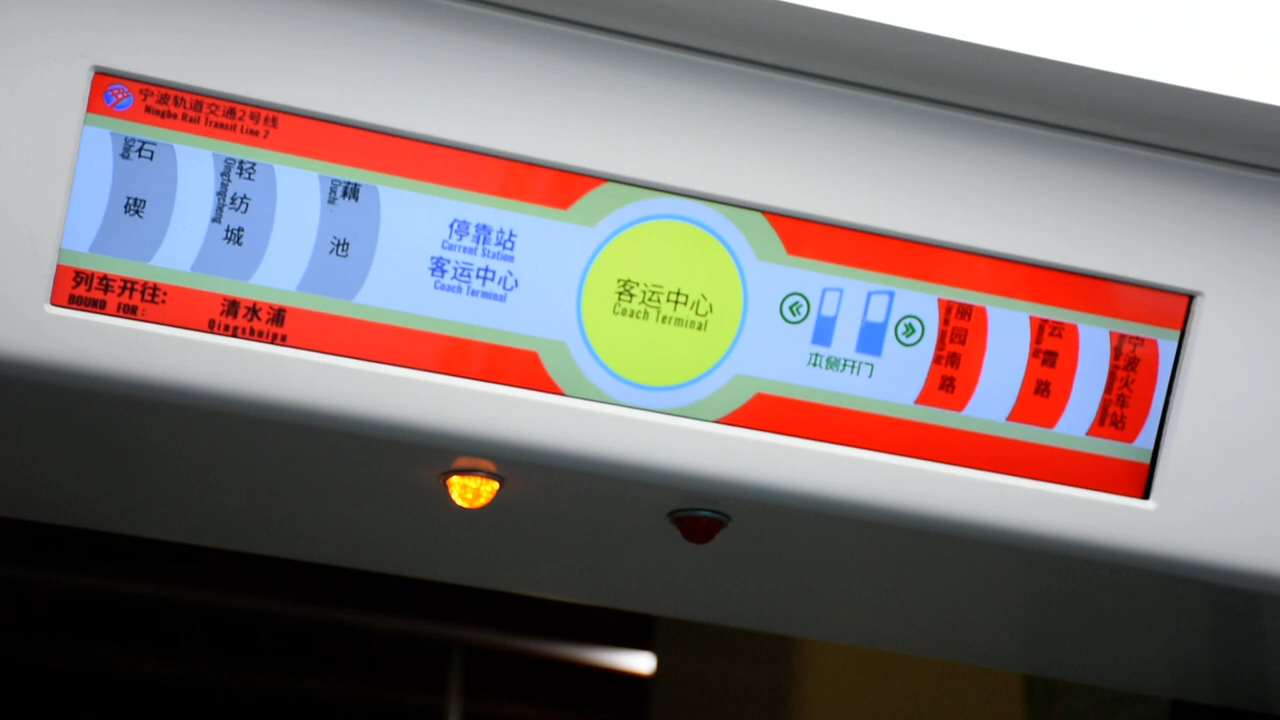 宁波轨道交通2号线
Ningbo Rail Transit Line 2
石碶
轻纺城
藕池
Ouchi
停靠站
Current Station
客运中心
Coach Terminal
客运中心
Coach Terminal
本侧开门
丽园南路
云霞路
宁波火车站
列车开往:
BOUND FOR:
清水浦
Qingshuipu